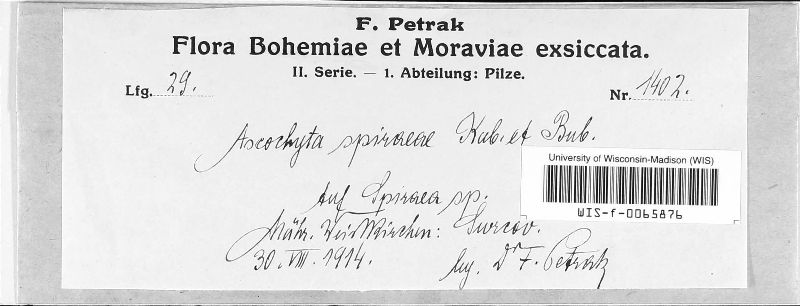 F. Petrak
Flora Bohemiae et Moraviae exsiccata.
II. Serie. — 1. Abteilung: Pilze.
Lfg. 29.
Nr. 1402.
Ascochyta spiraeae Kab. et Bub.
University of Wisconsin-Madison (WIS)
WIS-f-0065876
Auf Spiraea sp.
Mähr. Weisskirchen:
30. VIII. 1914.
leg. Dr F. Petrak